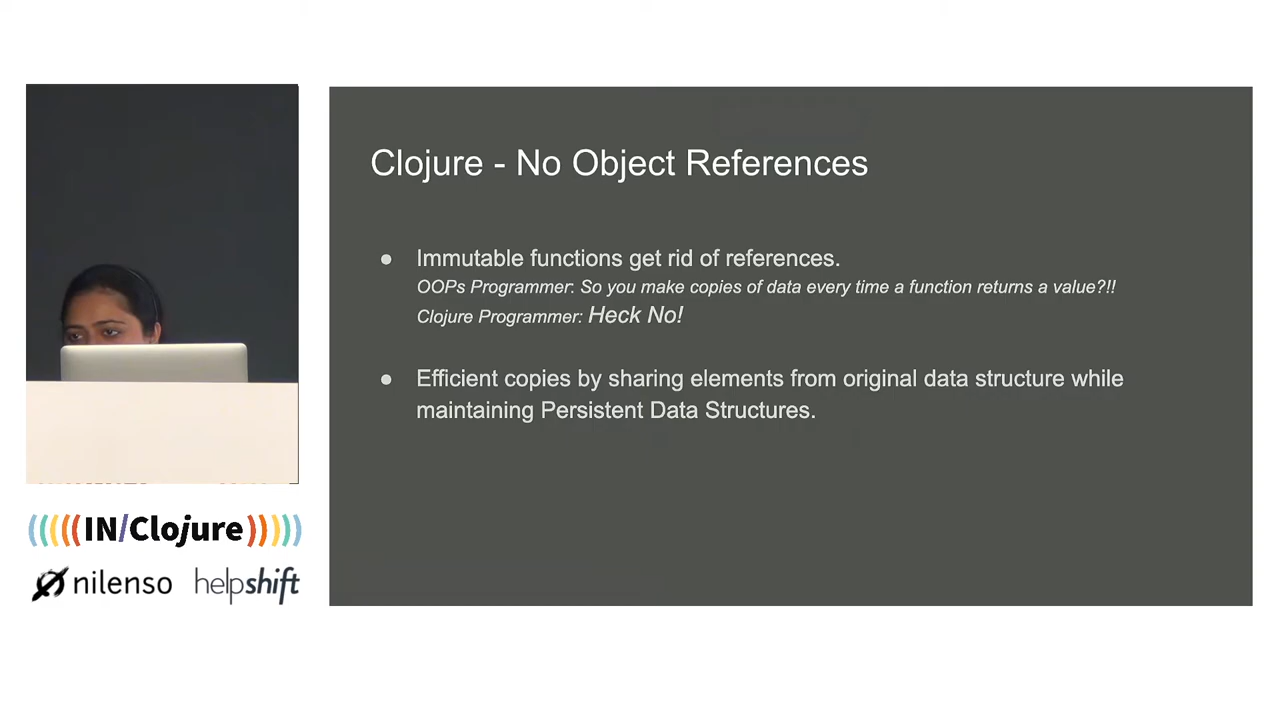 Clojure - No Object References
● Immutable functions get rid of references.
OOPs Programmer: So you make copies of data every time a function returns a value?!!
Clojure Programmer: Heck No!
● Efficient copies by sharing elements from original data structure while
maintaining Persistent Data Structures.
(((((IN/Clojure)))))
nilenso helpshift